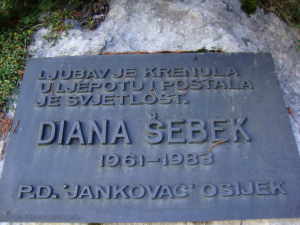 LJUBAV JE KRENULA
U LJEPOTU I POSTALA
JE SVJETLOST.
DIANA ŠEBEK
1961-1983
P.D. "JANKOVAC" OSIJEK